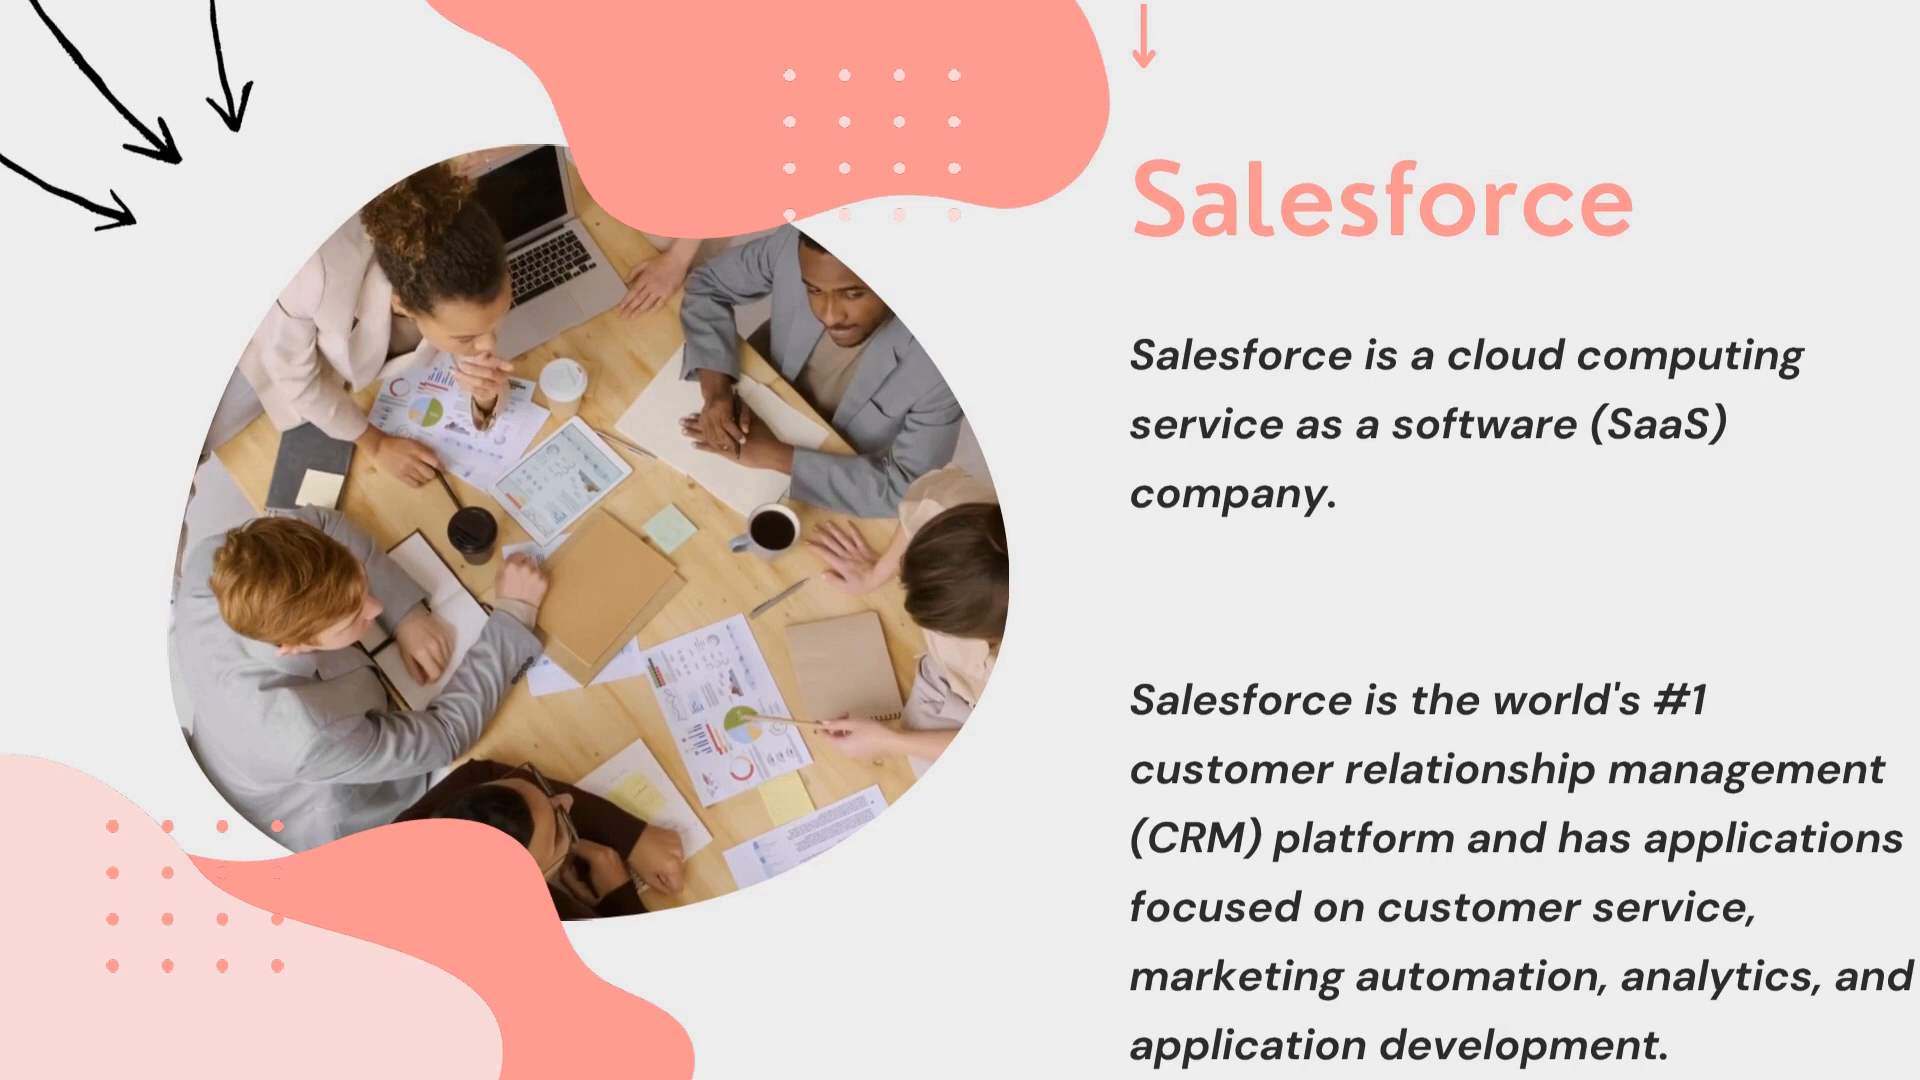 Salesforce
Salesforce is a cloud computing
service as a software (SaaS)
company.
Salesforce is the world's #1
customer relationship management
(CRM) platform and has applications
focused on customer service,
marketing automation, analytics, and
application development.